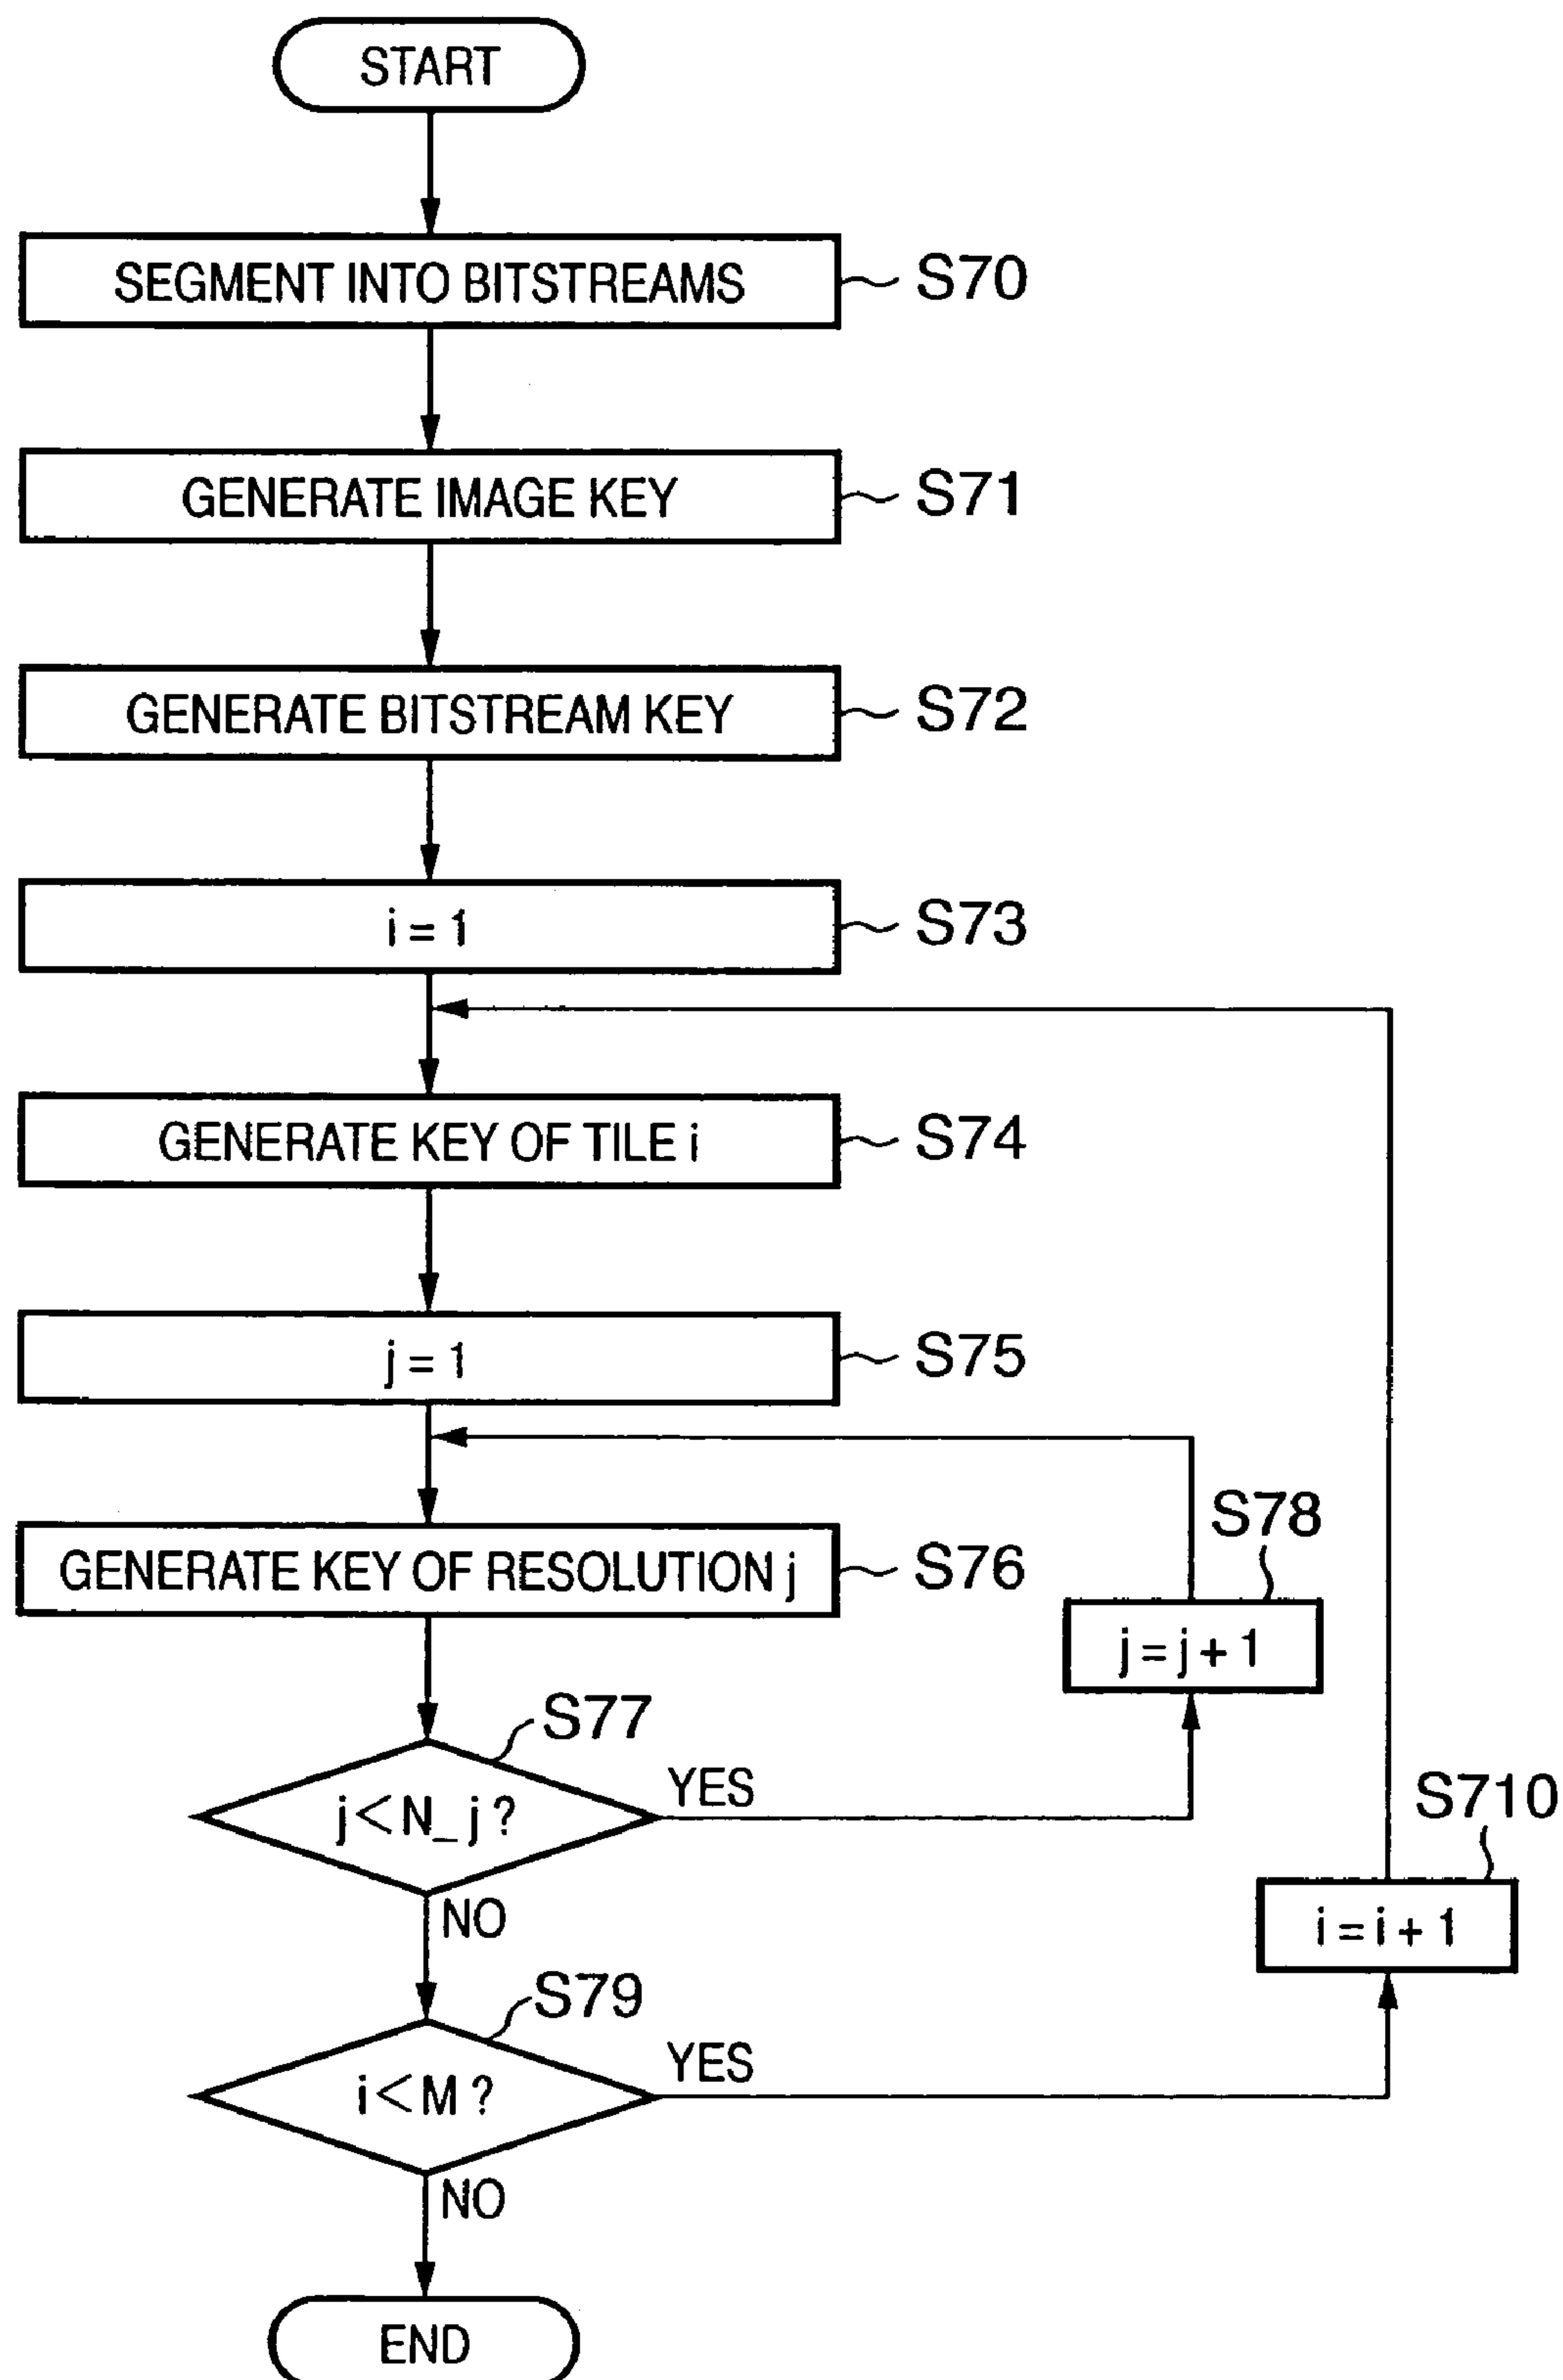 START
SEGMENT INTO BITSTREAMS
S70
GENERATE IMAGE KEY
S71
GENERATE BITSTREAM KEY
S72
i = 1
S73
GENERATE KEY OF TILE i
S74
j = 1
S75
GENERATE KEY OF RESOLUTION j
S76
S78
j = j + 1
S77
j < N_j ?
YES
NO
S710
i = i + 1
S79
i < M ?
YES
NO
END